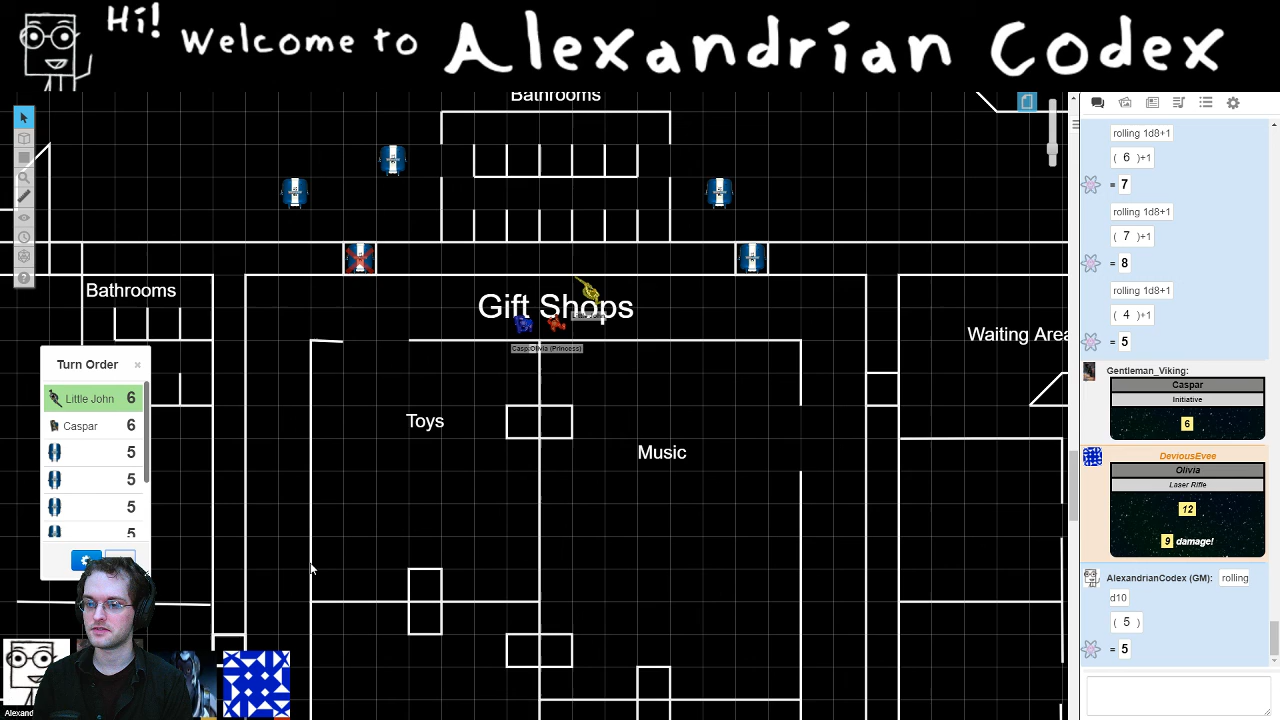 Hi! Welcome to Alexandrian Codex
Bathrooms
Bathrooms
Gift Shops
Waiting Area
Toys
Music
Turn Order
×
Little John 6
Caspar 6
5
5
5
5
rolling 1d8+1
( 6 )+1
= 7
rolling 1d8+1
( 7 )+1
= 8
rolling 1d8+1
( 4 )+1
= 5
Gentleman_Viking:
Caspar
Initiative
6
DeviousEvee
Olivia
Laser Rifle
12
9 damage!
AlexandrianCodex (GM): rolling
d10
( 5 )
= 5
Alexand